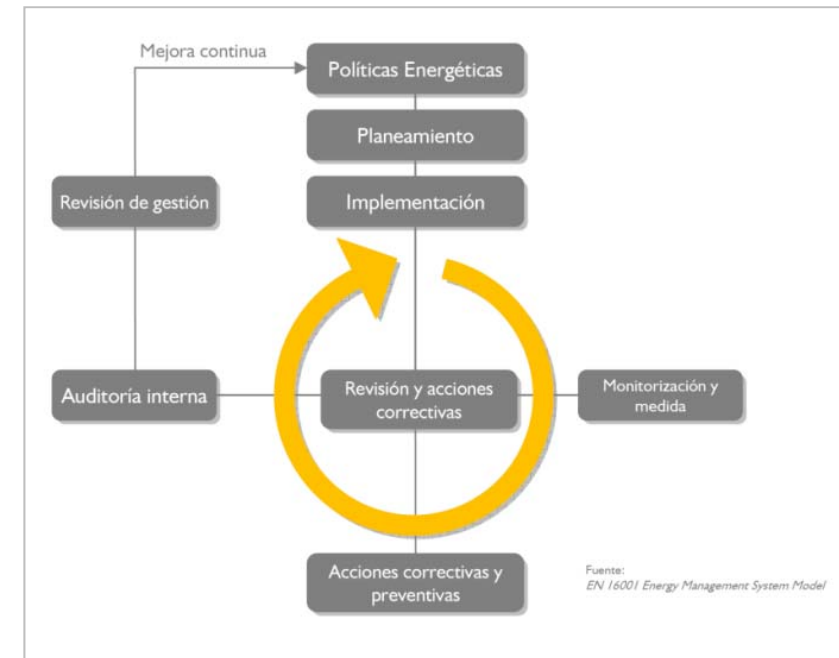 Mejora continua
Políticas Energéticas
Planeamiento
Revisión de gestión
Implementación
Auditoría interna
Revisión y acciones
correctivas
Monitorización y
medida
Acciones correctivas y
preventivas
Fuente:
EN 16001 Energy Management System Model